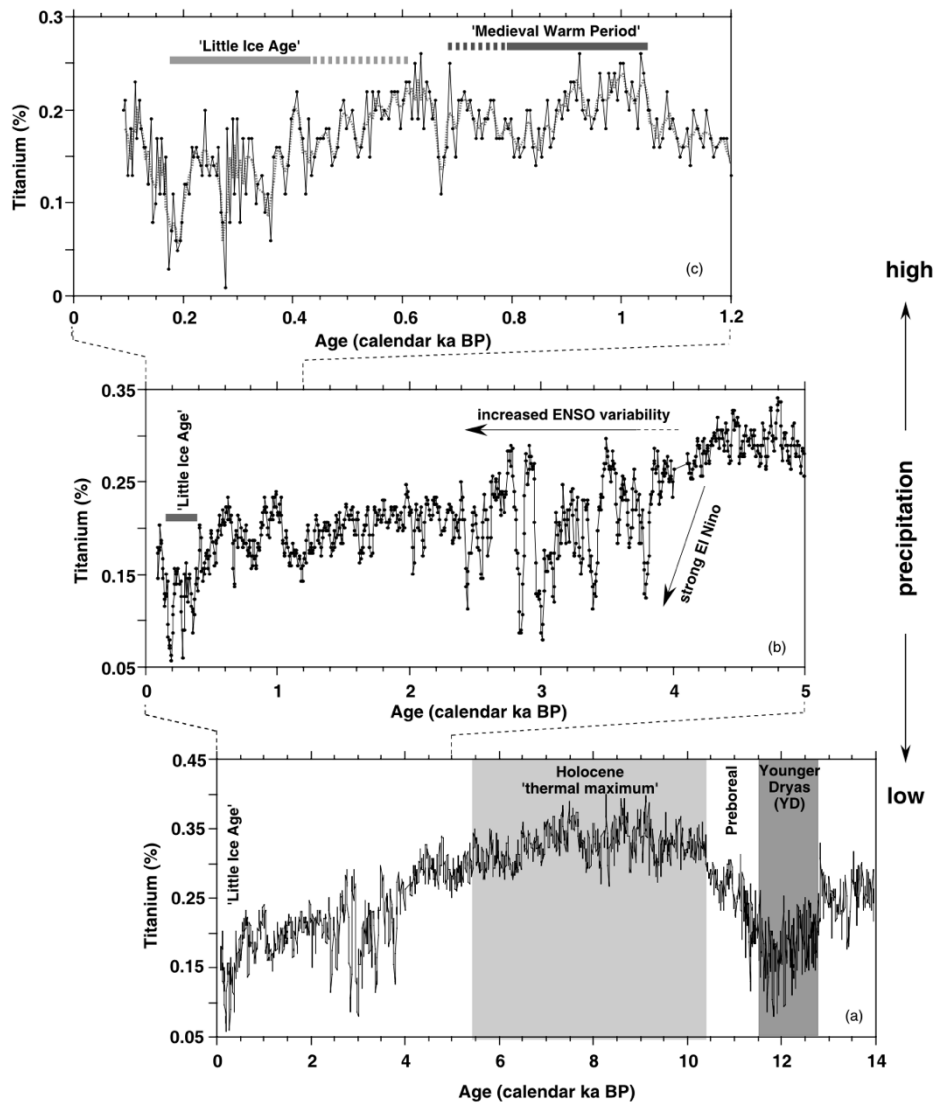 0.3
'Little Ice Age'
'Medieval Warm Period'
0.2
Titanium (%)
0.1
(c)
0
0 0.2 0.4 0.6 0.8 1 1.2
Age (calendar ka BP)
high
precipitation
low
0.35
'Little Ice Age'
increased ENSO variability
0.25
Titanium (%)
strong El Nino
0.15
(b)
0.05
0 1 2 3 4 5
Age (calendar ka BP)
0.45
'Little Ice Age'
Holocene
'thermal maximum'
Preboreal
Younger
Dryas
(YD)
0.35
Titanium (%)
0.25
0.15
(a)
0.05
0 2 4 6 8 10 12 14
Age (calendar ka BP)